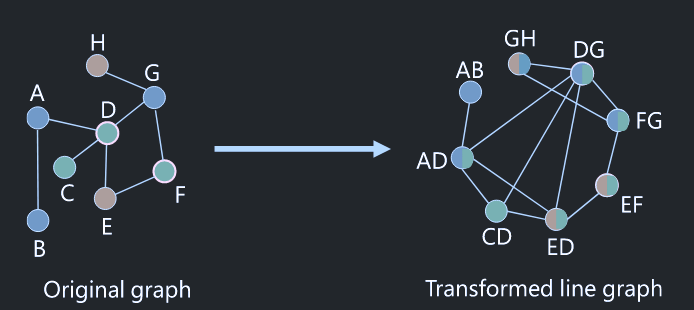 H
G
A
D
C
F
E
B
Original graph
GH
DG
AB
FG
AD
EF
CD
ED
Transformed line graph